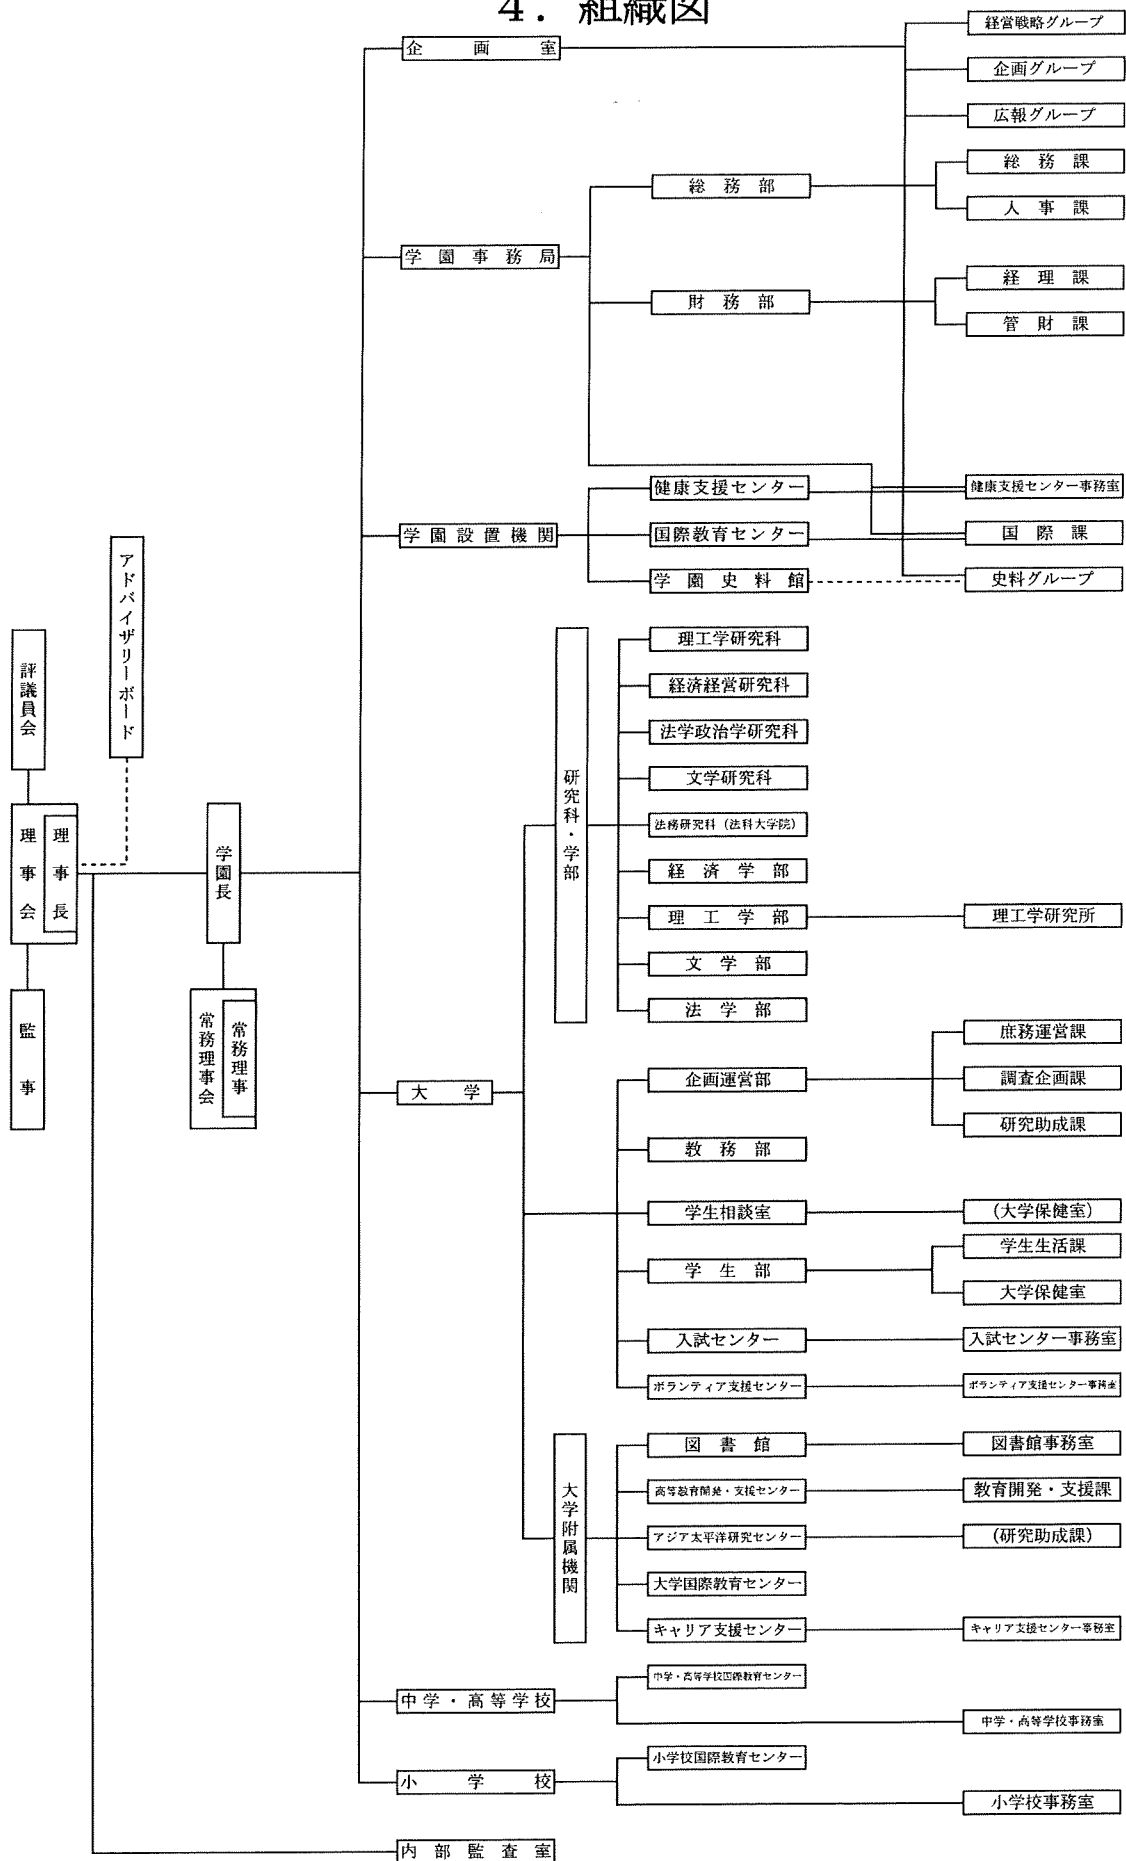 4．組織図
企画室
経営戦略グループ
企画グループ
広報グループ
学園事務局
総務部
総務課
人事課
財務部
経理課
管財課
学園設置機関
健康支援センター
健康支援センター事務室
国際教育センター
国際課
学園史料館
史料グループ
アドバイザリーボード
評議員会
理事会
理事長
監事
学園長
常務理事会
常務理事
大学
研究科・学部
理工学研究科
経済経営研究科
法学政治学研究科
文学研究科
法務研究科（法科大学院）
経済学部
理工学部
理工学研究所
文学部
法学部
企画運営部
庶務運営課
調査企画課
研究助成課
教務部
学生相談室
（大学保健室）
学生部
学生生活課
大学保健室
入試センター
入試センター事務室
ボランティア支援センター
ボランティア支援センター事務室
大学附属機関
図書館
図書館事務室
高等教育開発・支援センター
教育開発・支援課
アジア太平洋研究センター
（研究助成課）
大学国際教育センター
キャリア支援センター
キャリア支援センター事務室
中学・高等学校
中学・高等学校国際教育センター
中学・高等学校事務室
小学校
小学校国際教育センター
小学校事務室
内部監査室